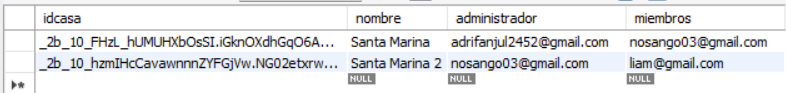 idcasa nombre administrador miembros
_2b_10_FHzL_hUMUHXbOsSI.iGknOXdhGqO6A... Santa Marina adrifanjul2452@gmail.com nosango03@gmail.com
_2b_10_hzmIHcCavawnnnZYFGjVw.NG02etxrw... Santa Marina 2 nosango03@gmail.com liam@gmail.com
NULL NULL NULL